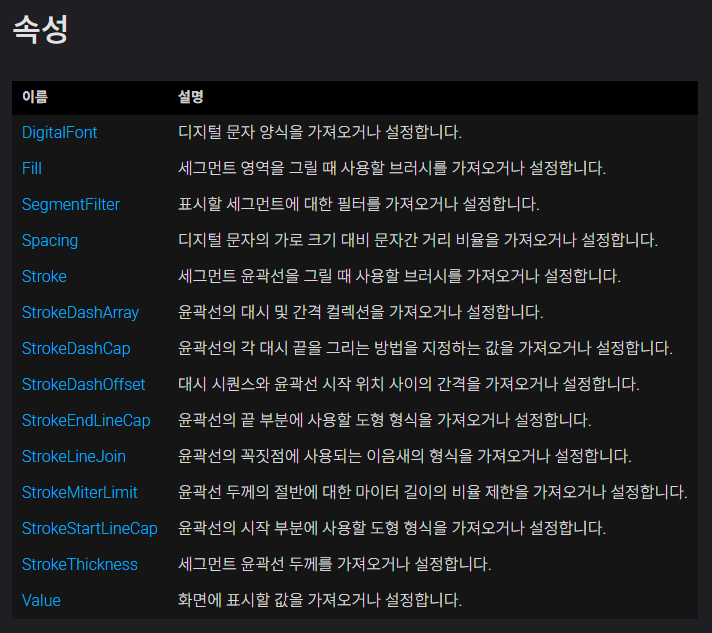 속성
이름 설명
DigitalFont 디지털 문자 양식을 가져오거나 설정합니다.
Fill 세그먼트 영역을 그릴 때 사용할 브러시를 가져오거나 설정합니다.
SegmentFilter 표시할 세그먼트에 대한 필터를 가져오거나 설정합니다.
Spacing 디지털 문자의 가로 크기 대비 문자간 거리 비율을 가져오거나 설정합니다.
Stroke 세그먼트 윤곽선을 그릴 때 사용할 브러시를 가져오거나 설정합니다.
StrokeDashArray 윤곽선의 대시 및 간격 컬렉션을 가져오거나 설정합니다.
StrokeDashCap 윤곽선의 각 대시 끝을 그리는 방법을 지정하는 값을 가져오거나 설정합니다.
StrokeDashOffset 대시 시퀀스와 윤곽선 시작 위치 사이의 간격을 가져오거나 설정합니다.
StrokeEndLineCap 윤곽선의 끝 부분에 사용할 도형 형식을 가져오거나 설정합니다.
StrokeLineJoin 윤곽선의 꼭짓점에 사용되는 이음새의 형식을 가져오거나 설정합니다.
StrokeMiterLimit 윤곽선 두께의 절반에 대한 마이터 길이의 비율 제한을 가져오거나 설정합니다.
StrokeStartLineCap 윤곽선의 시작 부분에 사용할 도형 형식을 가져오거나 설정합니다.
StrokeThickness 세그먼트 윤곽선 두께를 가져오거나 설정합니다.
Value 화면에 표시할 값을 가져오거나 설정합니다.